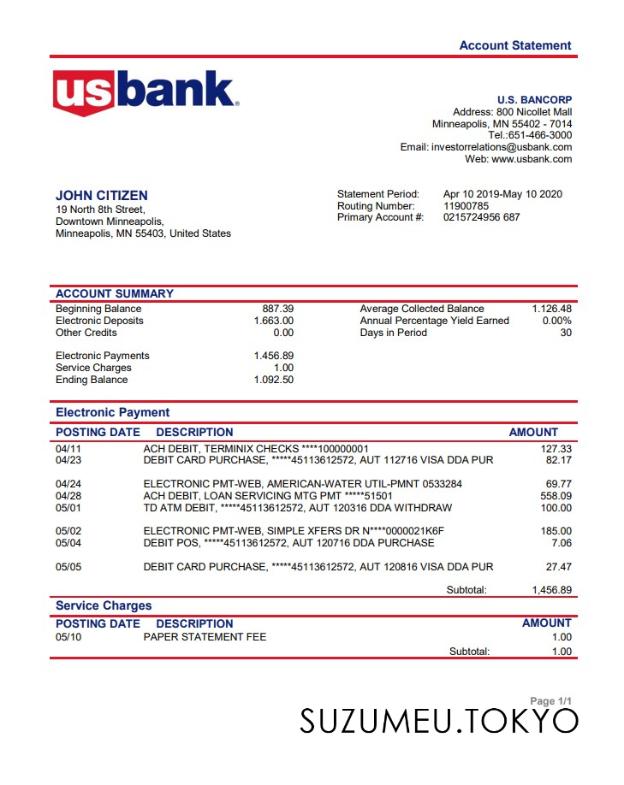 Account Statement
usbank.
U.S. BANCORP
Address: 800 Nicollet Mall
Minneapolis, MN 55402 - 7014
Tel.:651-466-3000
Email: investorrelations@usbank.com
Web: www.usbank.com
JOHN CITIZEN
19 North 8th Street,
Downtown Minneapolis,
Minneapolis, MN 55403, United States
Statement Period: Apr 10 2019-May 10 2020
Routing Number: 11900785
Primary Account #: 0215724956 687
ACCOUNT SUMMARY
Beginning Balance 887.39 Average Collected Balance 1.126.48
Electronic Deposits 1.663.00 Annual Percentage Yield Earned 0.00%
Other Credits 0.00 Days in Period 30
Electronic Payments 1.456.89
Service Charges 1.00
Ending Balance 1.092.50
Electronic Payment
POSTING DATE DESCRIPTION AMOUNT
04/11 ACH DEBIT, TERMINIX CHECKS ****100000001 127.33
04/23 DEBIT CARD PURCHASE, *****45113612572, AUT 112716 VISA DDA PUR 82.17
04/24 ELECTRONIC PMT-WEB, AMERICAN-WATER UTIL-PMNT 0533284 69.77
04/28 ACH DEBIT, LOAN SERVICING MTG PMT *****51501 558.09
05/01 TD ATM DEBIT, *****45113612572, AUT 120316 DDA WITHDRAW 100.00
05/02 ELECTRONIC PMT-WEB, SIMPLE XFERS DR N****0000021K6F 185.00
05/04 DEBIT POS, *****45113612572, AUT 120716 DDA PURCHASE 7.06
05/05 DEBIT CARD PURCHASE, *****45113612572, AUT 120816 VISA DDA PUR 27.47
Subtotal: 1,456.89
Service Charges
POSTING DATE DESCRIPTION AMOUNT
05/10 PAPER STATEMENT FEE 1.00
Subtotal: 1.00
Page 1/1
SUZUMEU.TOKYO